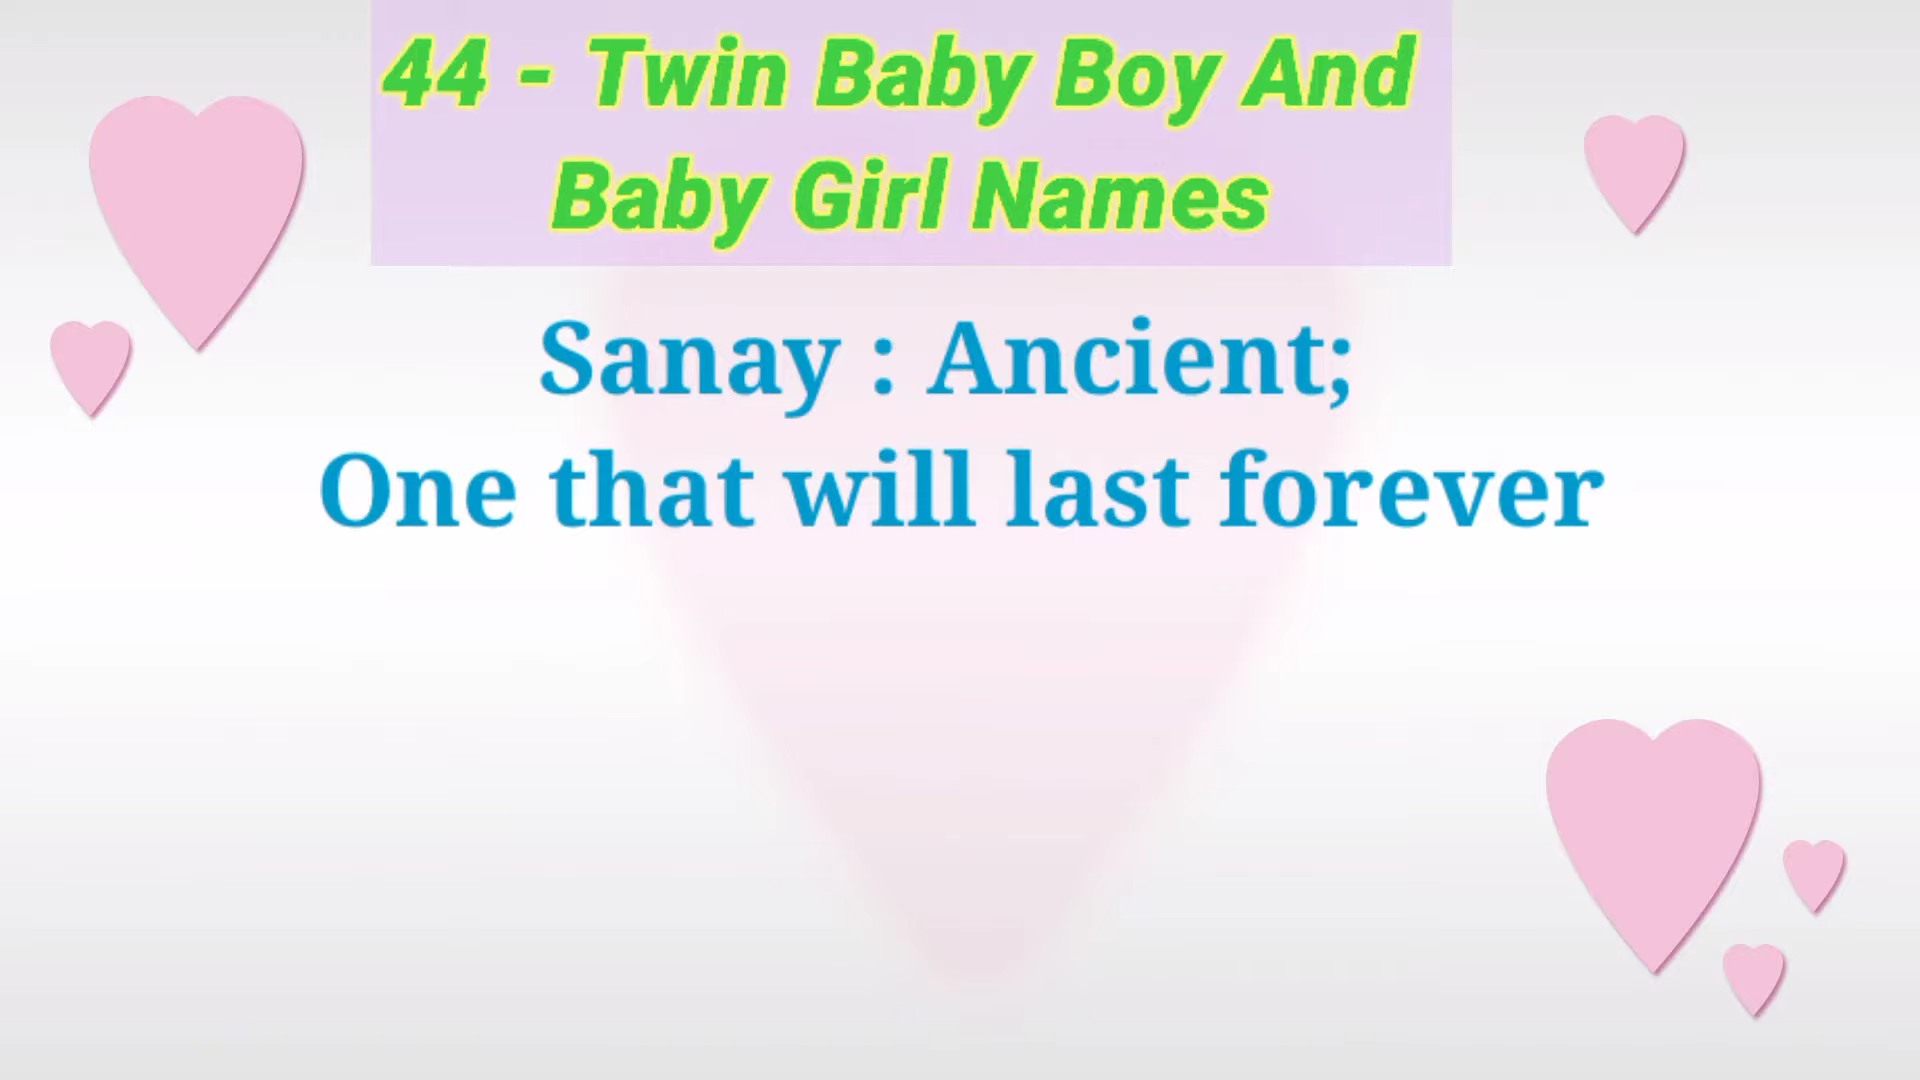 44 - Twin Baby Boy And
Baby Girl Names
Sanay : Ancient;
One that will last forever